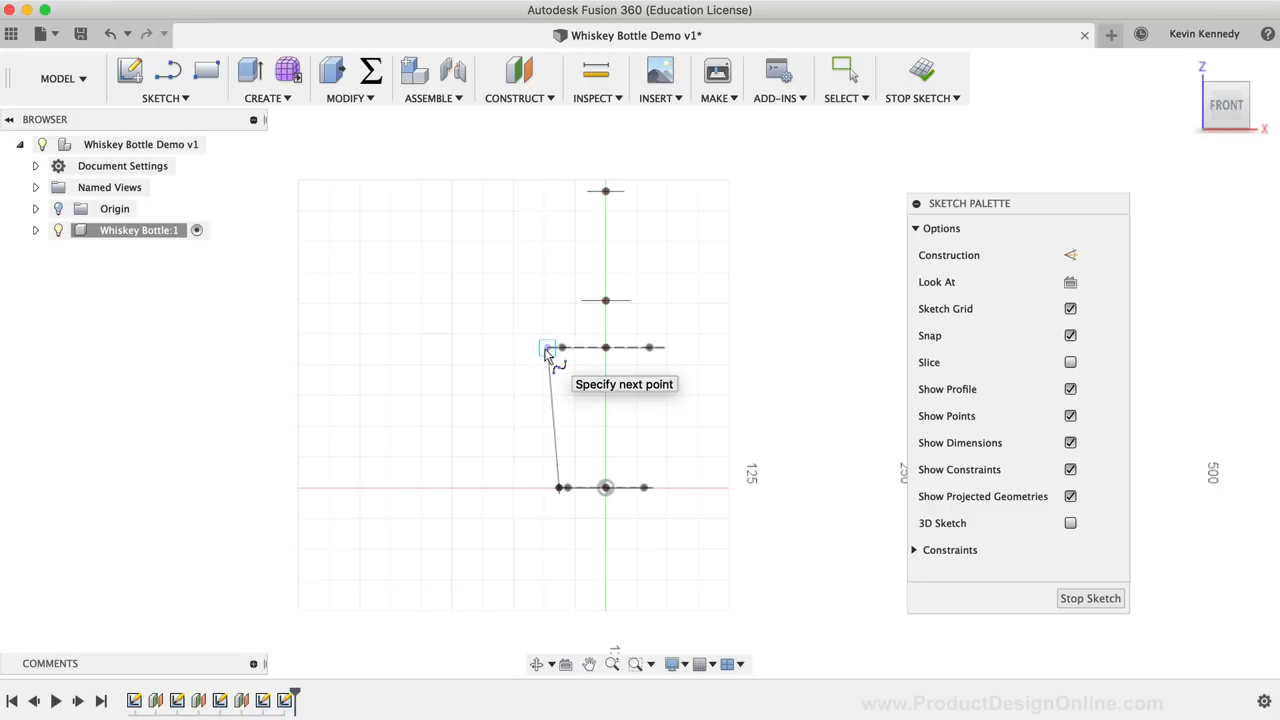 Autodesk Fusion 360 (Education License)
Whiskey Bottle Demo v1*
Kevin Kennedy
MODEL
SKETCH
CREATE
MODIFY
ASSEMBLE
CONSTRUCT
INSPECT
INSERT
MAKE
ADD-INS
SELECT
STOP SKETCH
BROWSER
Whiskey Bottle Demo v1
Document Settings
Named Views
Origin
Whiskey Bottle:1
Z
FRONT
X
Specify next point
125
250
500
SKETCH PALETTE
Options
Construction
Look At
Sketch Grid
Snap
Slice
Show Profile
Show Points
Show Dimensions
Show Constraints
Show Projected Geometries
3D Sketch
Constraints
Stop Sketch
COMMENTS
www.ProductDesignOnline.com